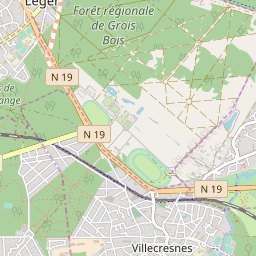 Léger
Forêt régionale
de Grois
Bois
N 19
s de
ange
N 19
N 19
Villecresnes